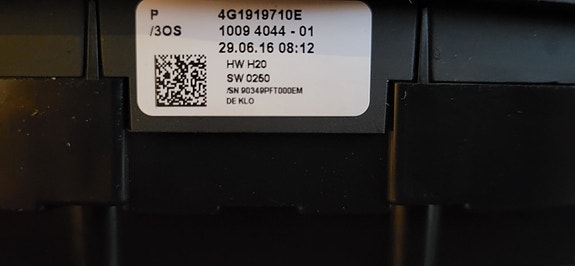 P 4G1919710E
/3OS 1009 4044 - 01
29.06.16 08:12
HW H20
SW 0250
/SN 90349PFT000EM
DE KLO